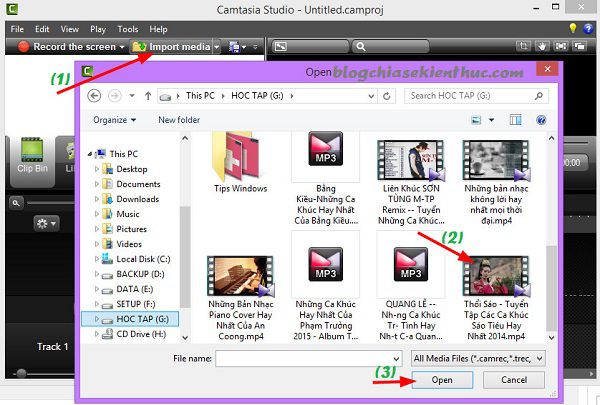 Camtasia Studio - Untitled.camproj
File Edit View Play Tools Help
Record the screen Import media
(1)
Open
blogchiasekienthuc.com
This PC HOC TAP (G:)
Search HOC TAP (G:)
Organize New folder
Clip Bin
Li
00:00
Track 1
This PC
Desktop
Documents
Downloads
Music
Pictures
Videos
Local Disk (C:)
BACKUP (D:)
DATA (E:)
SETUP (F:)
HOC TAP (G:)
CD Drive (H:)
Tips Windows
MP3
Bằng
Kiều-Những Ca
Khúc Hay Nhất
Của Bằng Kiều....
Liên Khúc SƠN
TÙNG M-TP
Remix -- Tuyển
Những Ca Khúc...
Những bản nhạc
không lời hay
nhất mọi thời
đại.mp4
(2)
Những Bản Nhạc
Piano Cover Hay
Nhất Của An
Coong.mp4
MP3
Những Ca Khúc
Hay Nhất Của
Phạm Trưởng
2015 - Album T...
MP3
QUANG LÊ --
Nh-ng Ca Khúc
Tr- Tình Hay
Nh-t C-a Quan...
Thổi Sáo - Tuyển
Tập Các Ca Khúc
Sáo Tiêu Hay
Nhất 2014.mp4
File name:
All Media Files (*.camrec,*.trec,
(3)
Open
Cancel